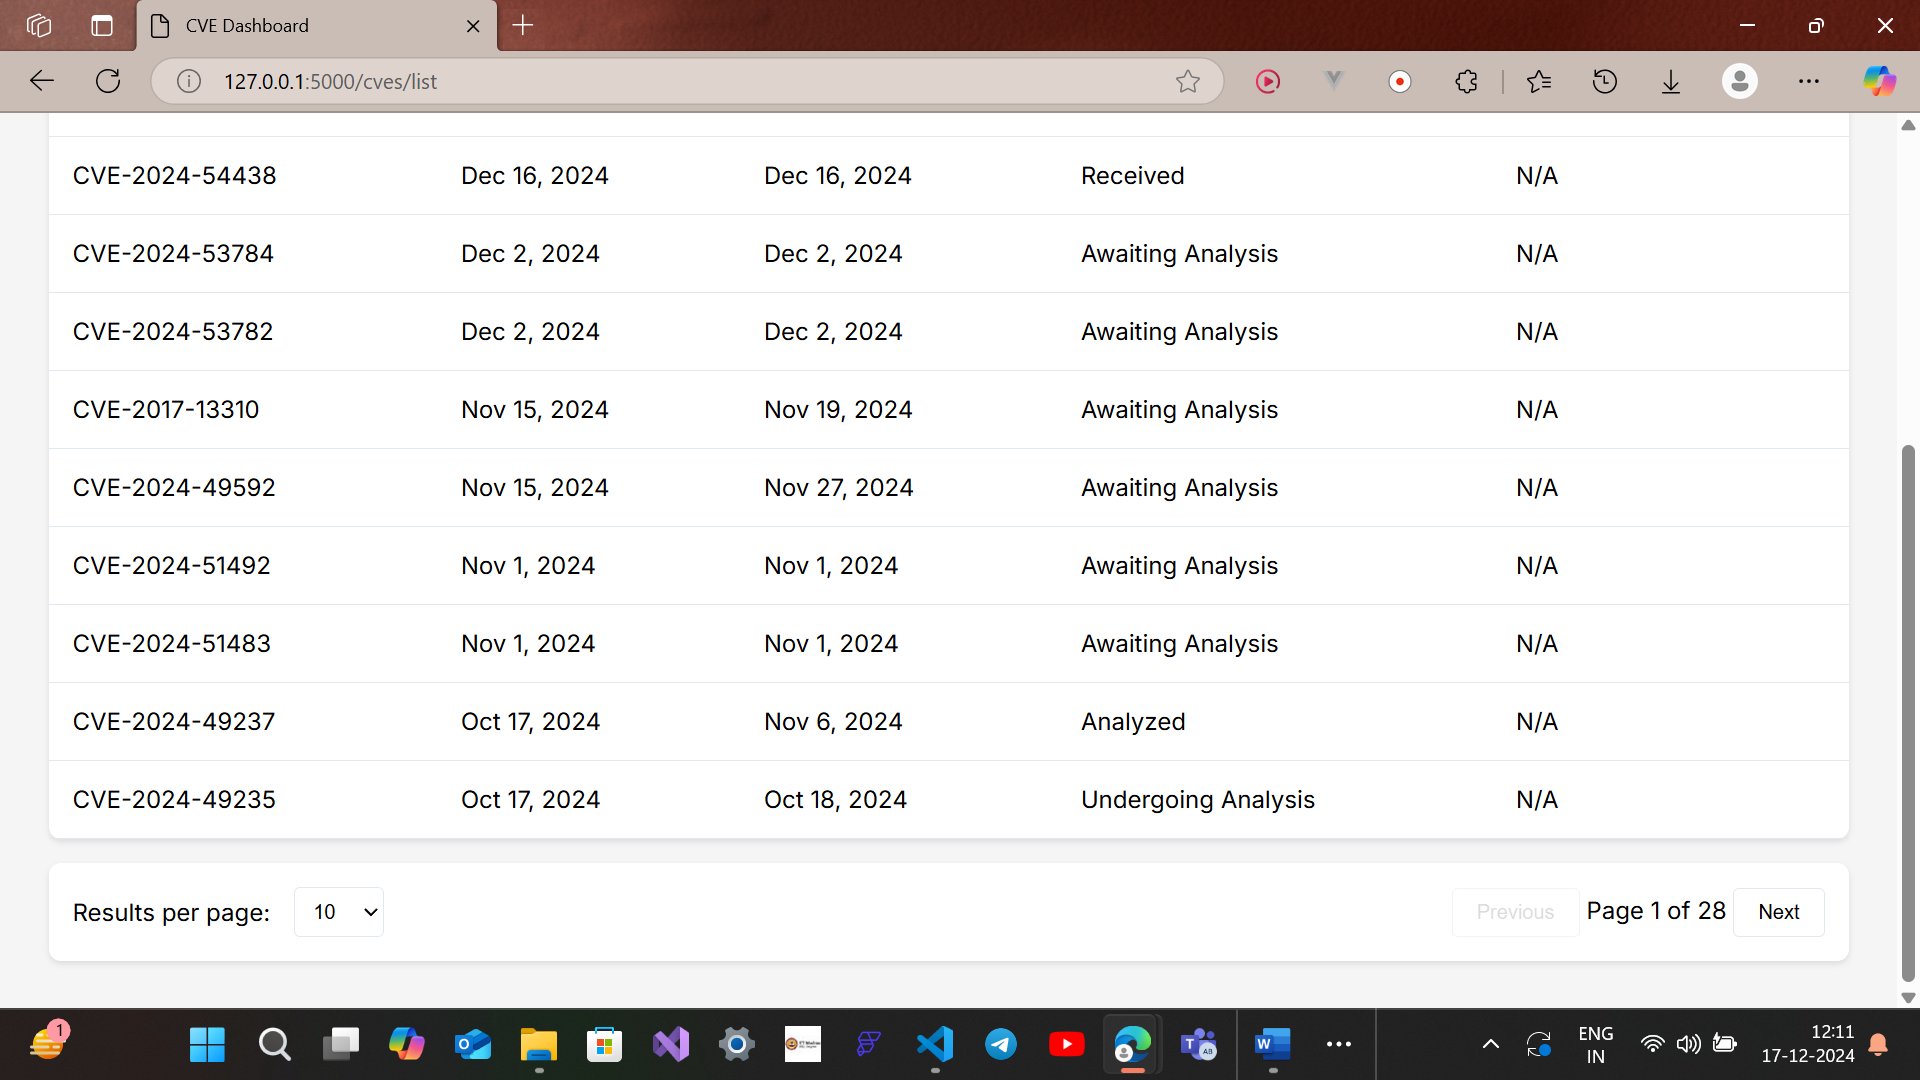 CVE Dashboard
127.0.0.1:5000/cves/list
CVE-2024-54438 Dec 16, 2024 Dec 16, 2024 Received N/A
CVE-2024-53784 Dec 2, 2024 Dec 2, 2024 Awaiting Analysis N/A
CVE-2024-53782 Dec 2, 2024 Dec 2, 2024 Awaiting Analysis N/A
CVE-2017-13310 Nov 15, 2024 Nov 19, 2024 Awaiting Analysis N/A
CVE-2024-49592 Nov 15, 2024 Nov 27, 2024 Awaiting Analysis N/A
CVE-2024-51492 Nov 1, 2024 Nov 1, 2024 Awaiting Analysis N/A
CVE-2024-51483 Nov 1, 2024 Nov 1, 2024 Awaiting Analysis N/A
CVE-2024-49237 Oct 17, 2024 Nov 6, 2024 Analyzed N/A
CVE-2024-49235 Oct 17, 2024 Oct 18, 2024 Undergoing Analysis N/A
Results per page: 10 Previous Page 1 of 28 Next
1
ENG 12:11
IN 17-12-2024